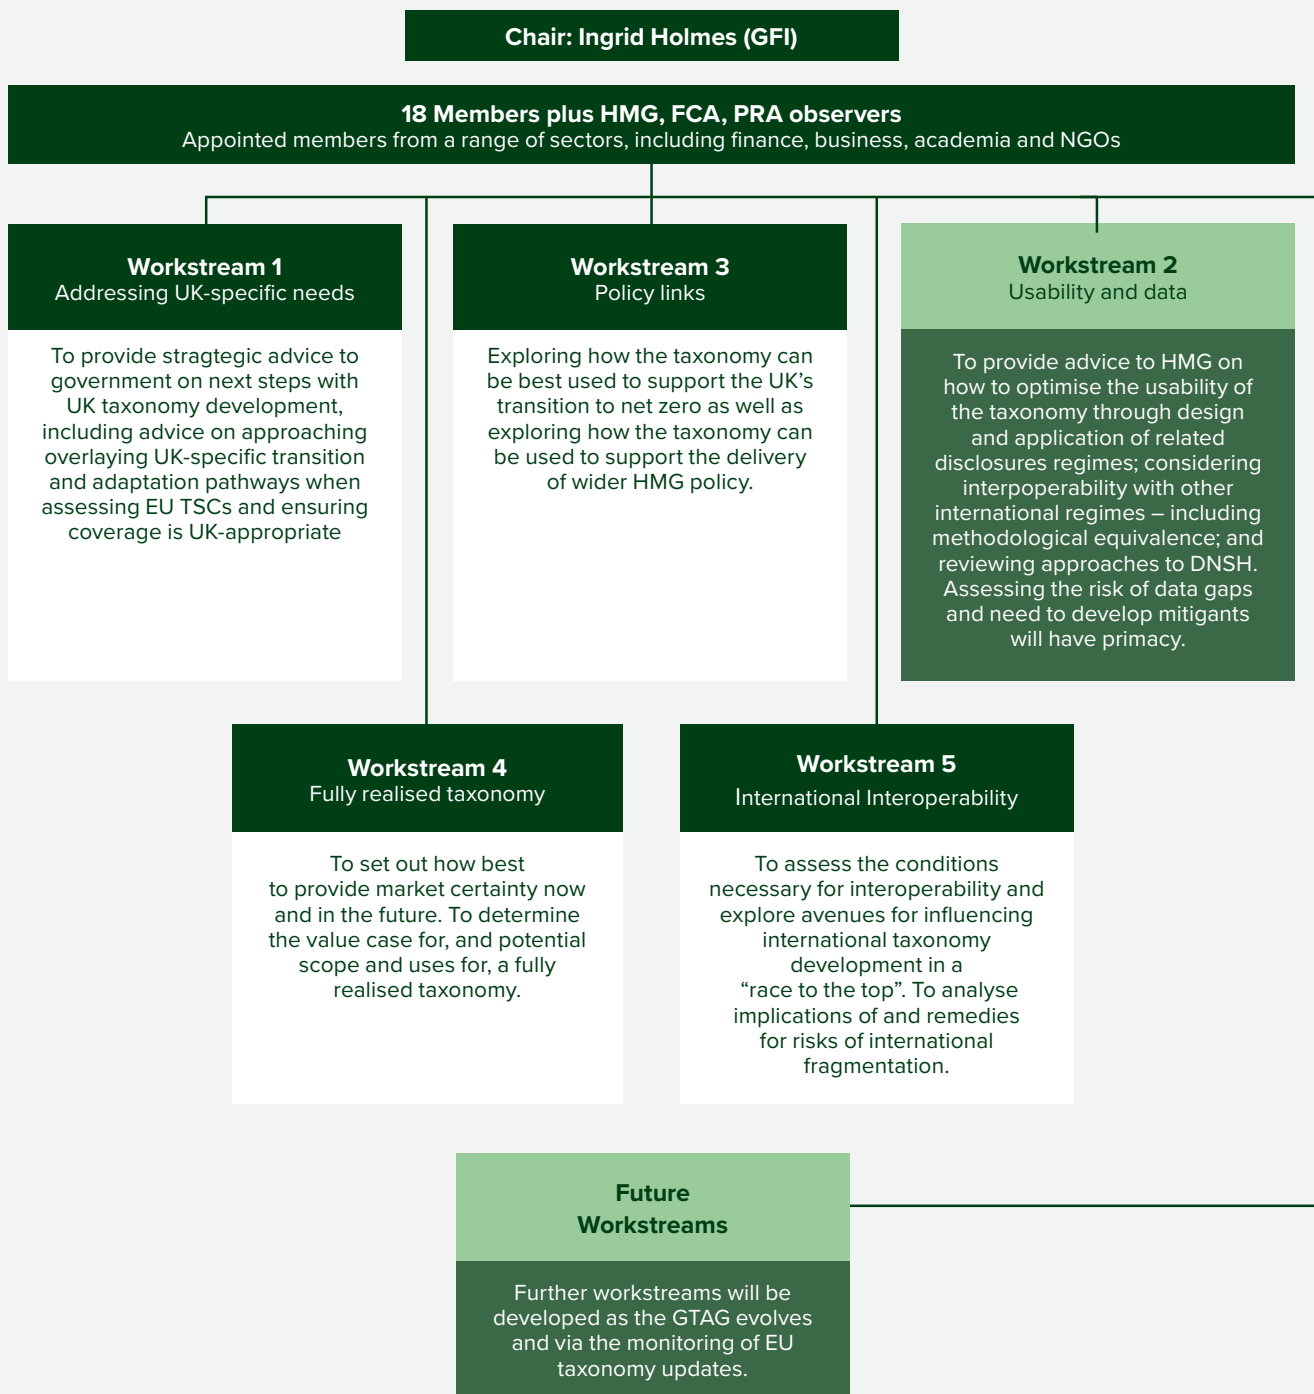 Chair: Ingrid Holmes (GFI)
18 Members plus HMG, FCA, PRA observers
Appointed members from a range of sectors, including finance, business, academia and NGOs
Workstream 1
Addressing UK-specific needs
To provide stragtegic advice to
government on next steps with
UK taxonomy development,
including advice on approaching
overlaying UK-specific transition
and adaptation pathways when
assessing EU TSCs and ensuring
coverage is UK-appropriate
Workstream 3
Policy links
Exploring how the taxonomy can
be best used to support the UK’s
transition to net zero as well as
exploring how the taxonomy can
be used to support the delivery
of wider HMG policy.
Workstream 2
Usability and data
To provide advice to HMG on
how to optimise the usability of
the taxonomy through design
and application of related
disclosures regimes; considering
interpoperability with other
international regimes – including
methodological equivalence; and
reviewing approaches to DNSH.
Assessing the risk of data gaps
and need to develop mitigants
will have primacy.
Workstream 4
Fully realised taxonomy
To set out how best
to provide market certainty now
and in the future. To determine
the value case for, and potential
scope and uses for, a fully
realised taxonomy.
Workstream 5
International Interoperability
To assess the conditions
necessary for interoperability and
explore avenues for influencing
international taxonomy
development in a
“race to the top”. To analyse
implications of and remedies
for risks of international
fragmentation.
Future
Workstreams
Further workstreams will be
developed as the GTAG evolves
and via the monitoring of EU
taxonomy updates.